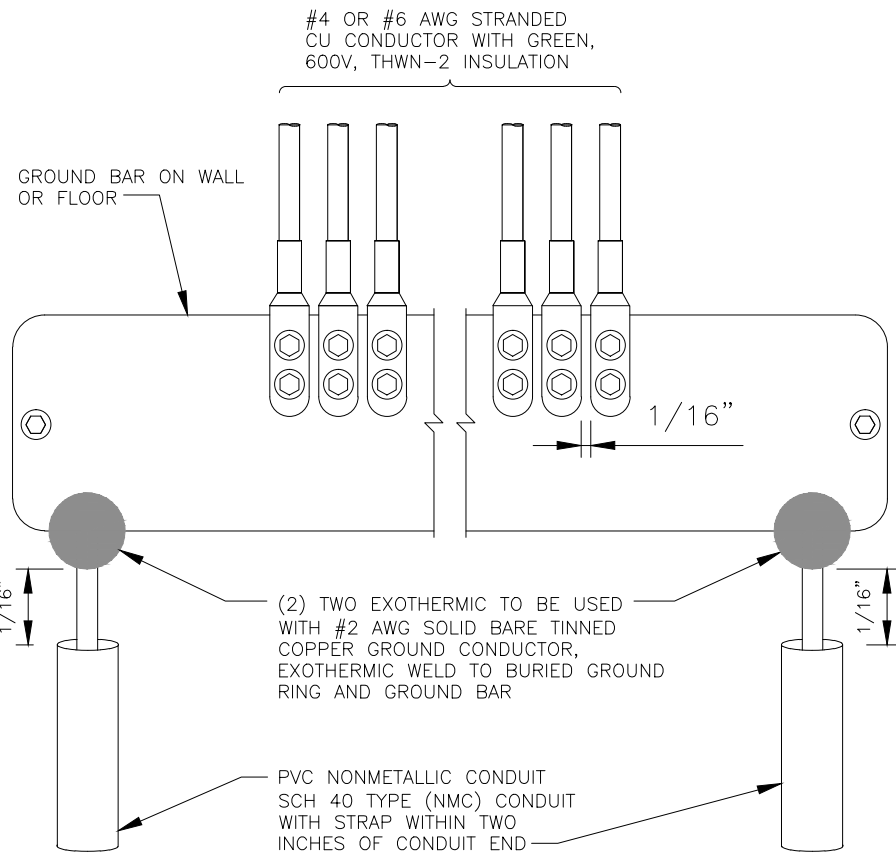 #4 OR #6 AWG STRANDED
CU CONDUCTOR WITH GREEN,
600V, THWN-2 INSULATION
GROUND BAR ON WALL
OR FLOOR
1/16"
1/16"
1/16"
(2) TWO EXOTHERMIC TO BE USED
WITH #2 AWG SOLID BARE TINNED
COPPER GROUND CONDUCTOR,
EXOTHERMIC WELD TO BURIED GROUND
RING AND GROUND BAR
PVC NONMETALLIC CONDUIT
SCH 40 TYPE (NMC) CONDUIT
WITH STRAP WITHIN TWO
INCHES OF CONDUIT END